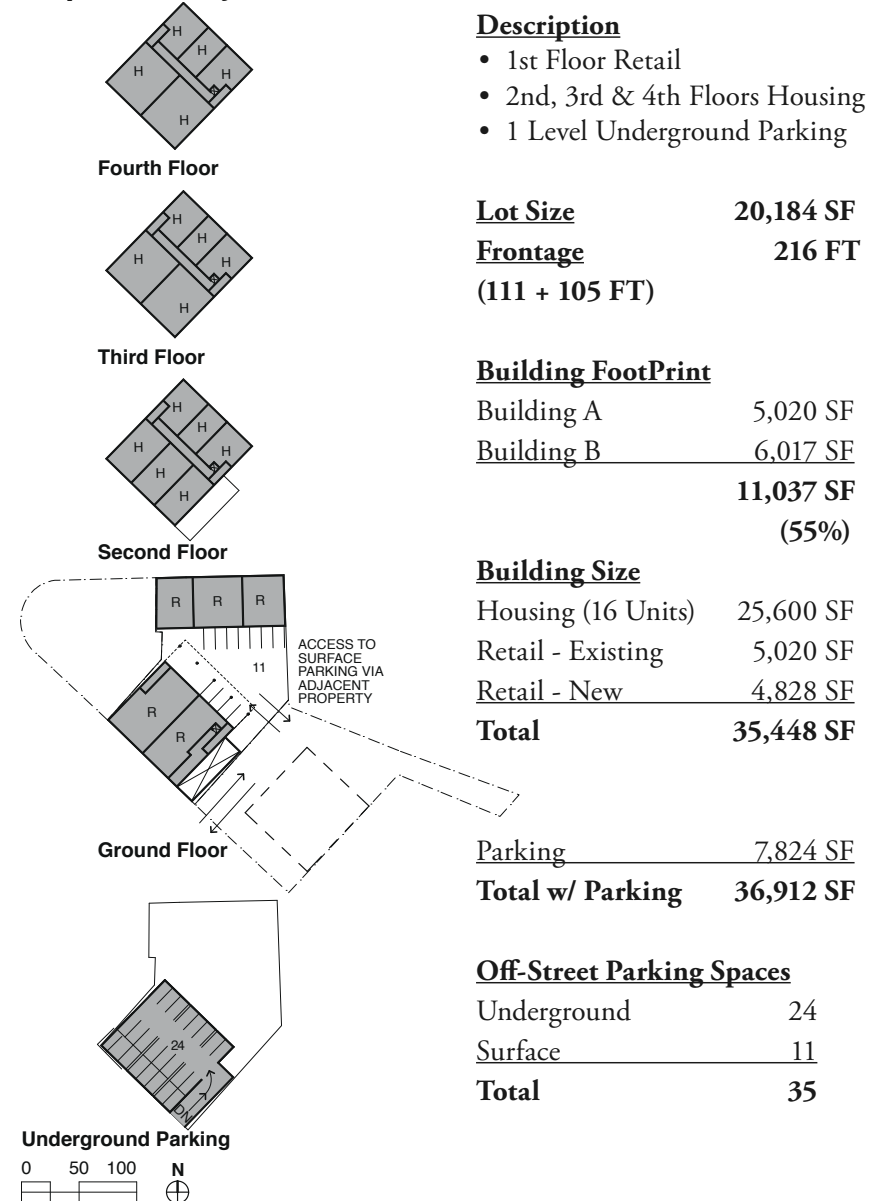 H
H
H
H
H
Fourth Floor
H
H
H
H
H
Third Floor
H
H
H
H
H
H
Second Floor
R
R
R
ACCESS TO
SURFACE
PARKING VIA
ADJACENT
PROPERTY
11
R
R
Ground Floor
24
DN
Underground Parking
0 50 100 N
Description
• 1st Floor Retail
• 2nd, 3rd & 4th Floors Housing
• 1 Level Underground Parking
Lot Size 20,184 SF
Frontage 216 FT
(111 + 105 FT)
Building FootPrint
Building A 5,020 SF
Building B 6,017 SF
11,037 SF
(55%)
Building Size
Housing (16 Units) 25,600 SF
Retail - Existing 5,020 SF
Retail - New 4,828 SF
Total 35,448 SF
Parking 7,824 SF
Total w/ Parking 36,912 SF
Off-Street Parking Spaces
Underground 24
Surface 11
Total 35